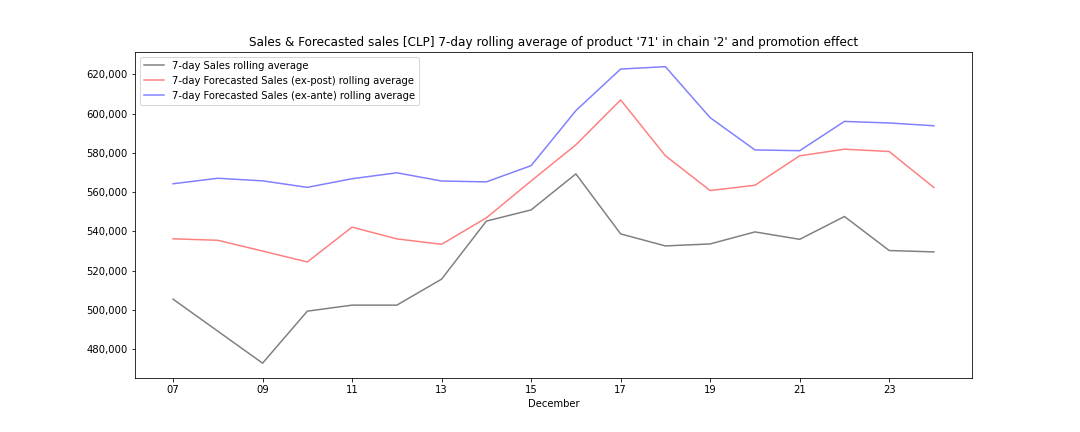 Sales & Forecasted sales [CLP] 7-day rolling average of product '71' in chain '2' and promotion effect
7-day Sales rolling average
7-day Forecasted Sales (ex-post) rolling average
7-day Forecasted Sales (ex-ante) rolling average
620,000
600,000
580,000
560,000
540,000
520,000
500,000
480,000
07 09 11 13 15 17 19 21 23
December